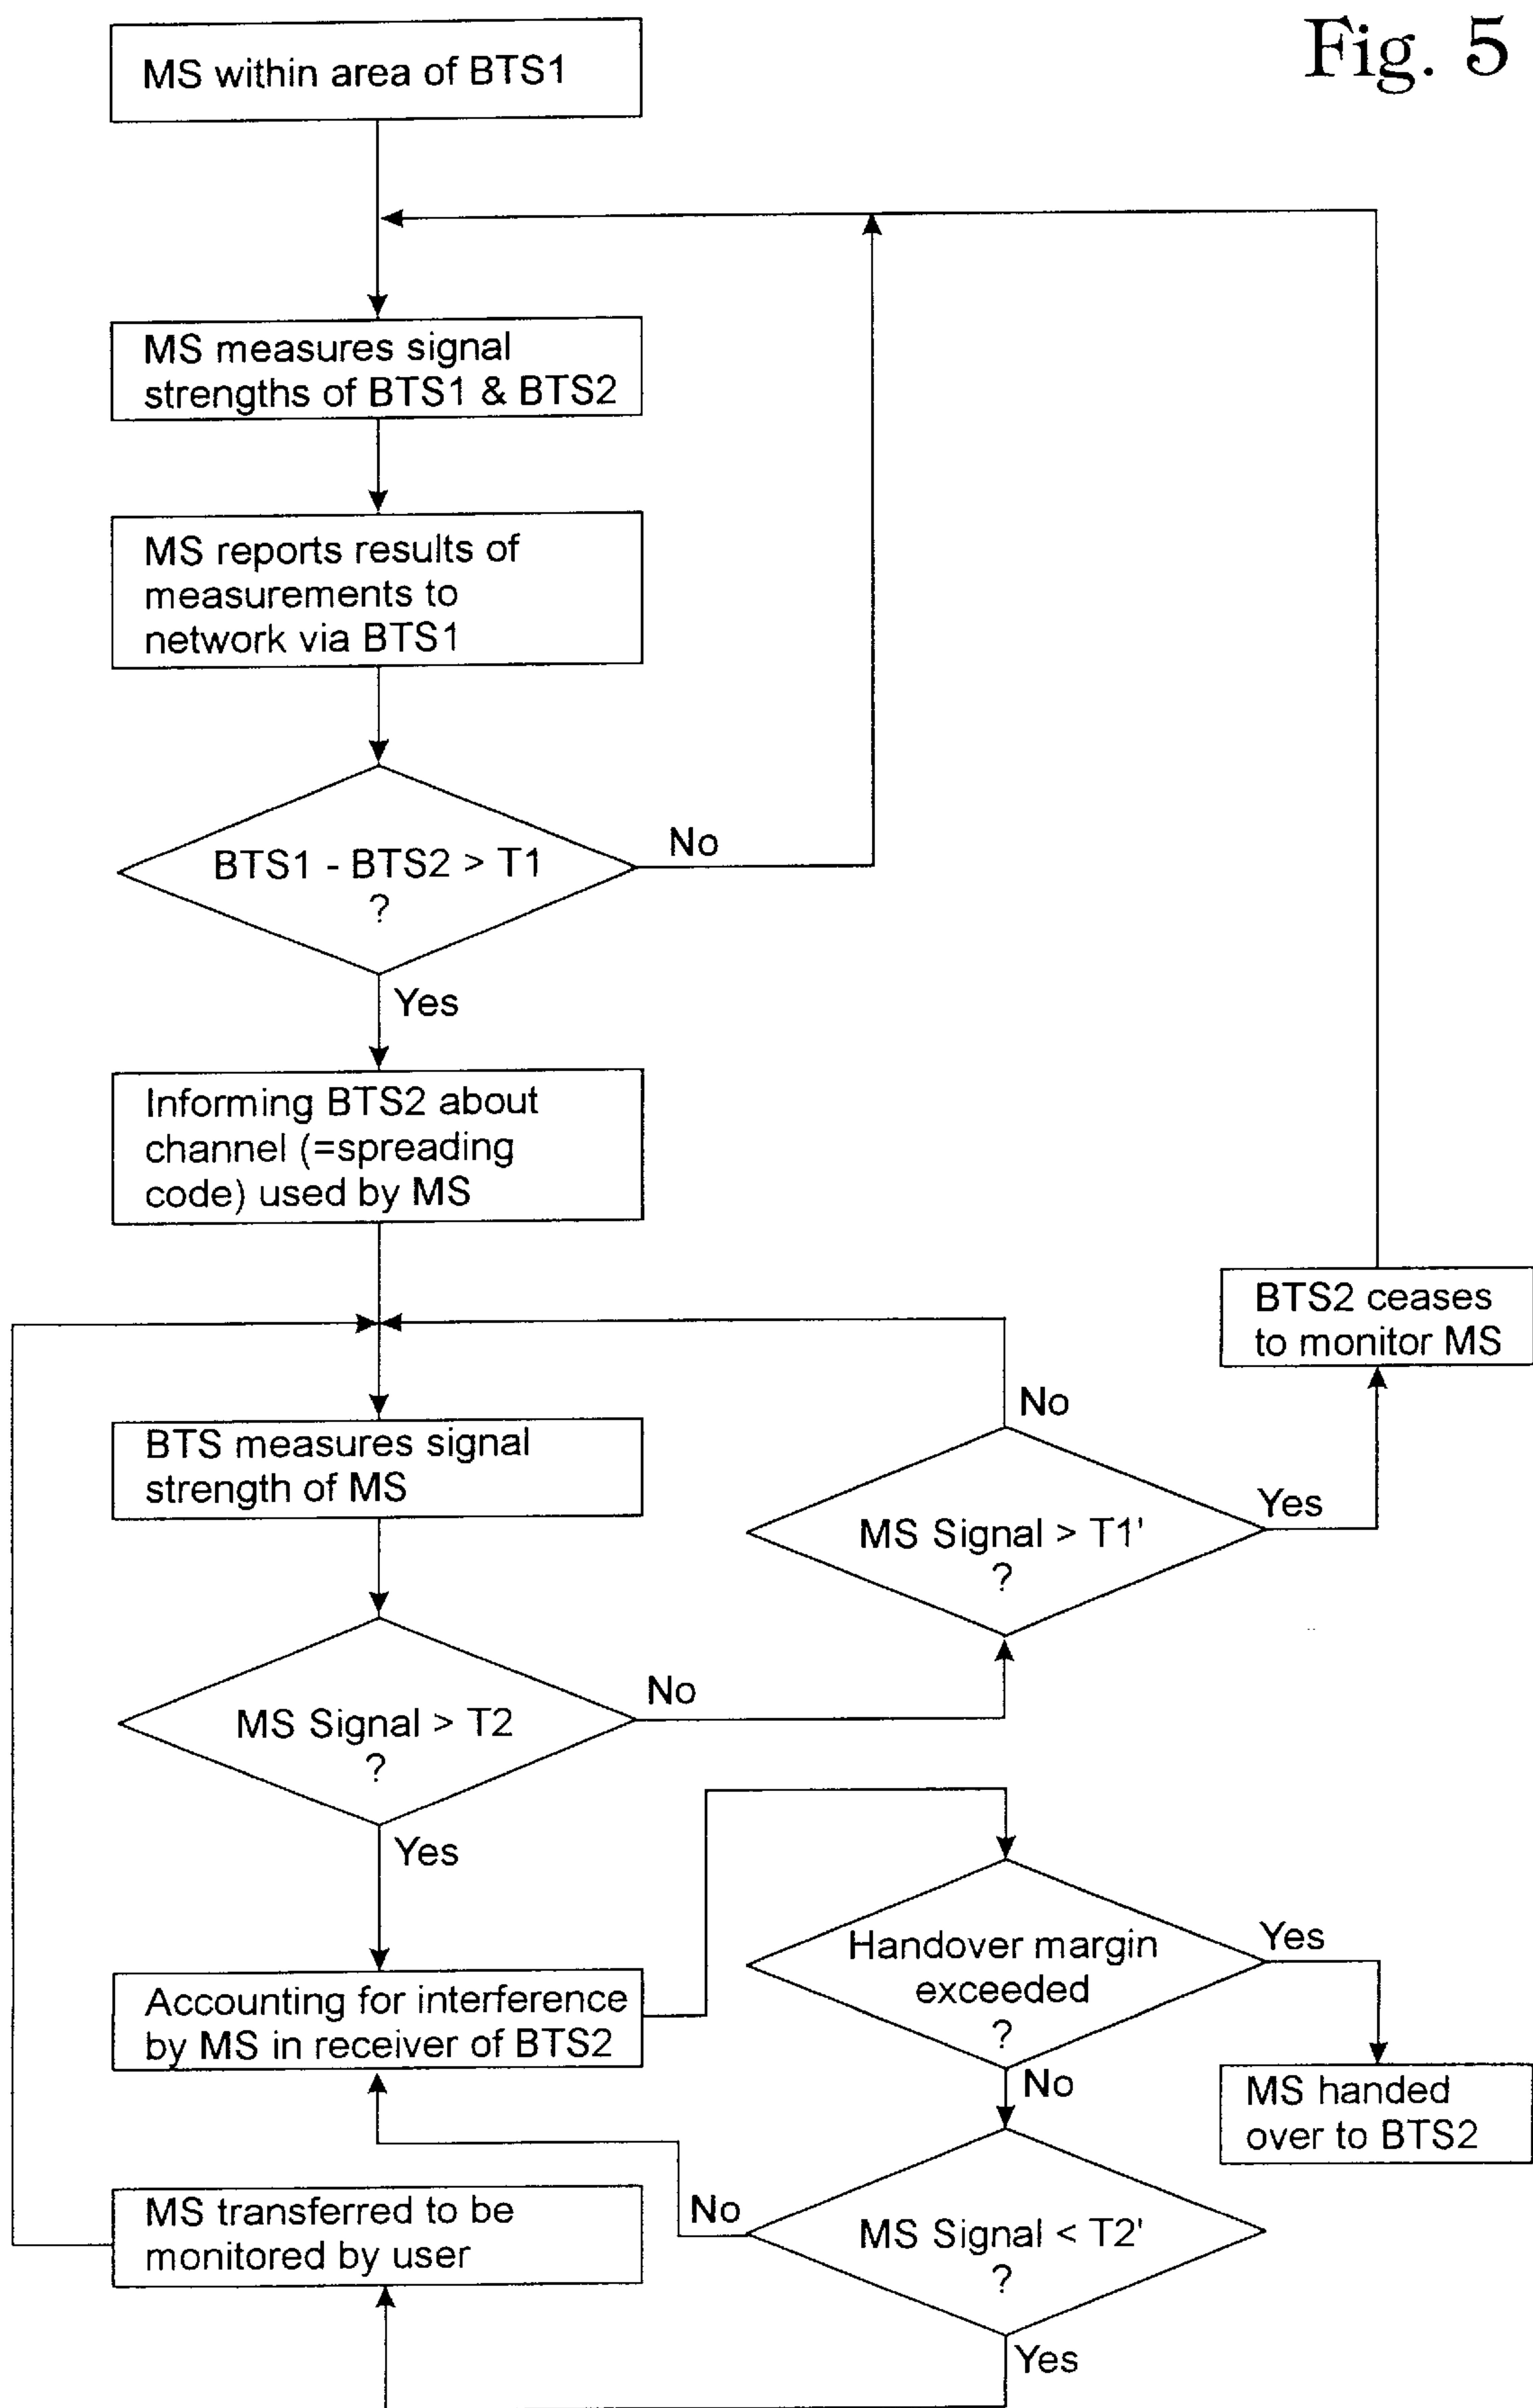 Fig. 5
MS within area of BTS1
MS measures signal
strengths of BTS1 & BTS2
MS reports results of
measurements to
network via BTS1
BTS1 - BTS2 > T1
?
No
Yes
Informing BTS2 about
channel (=spreading
code) used by MS
BTS2 ceases
to monitor MS
No
BTS measures signal
strength of MS
Yes
MS Signal > T1'
?
No
MS Signal > T2
?
Yes
Handover margin
exceeded
?
Yes
Accounting for interference
by MS in receiver of BTS2
No
MS handed
over to BTS2
MS transferred to be
monitored by user
No
MS Signal < T2'
?
Yes